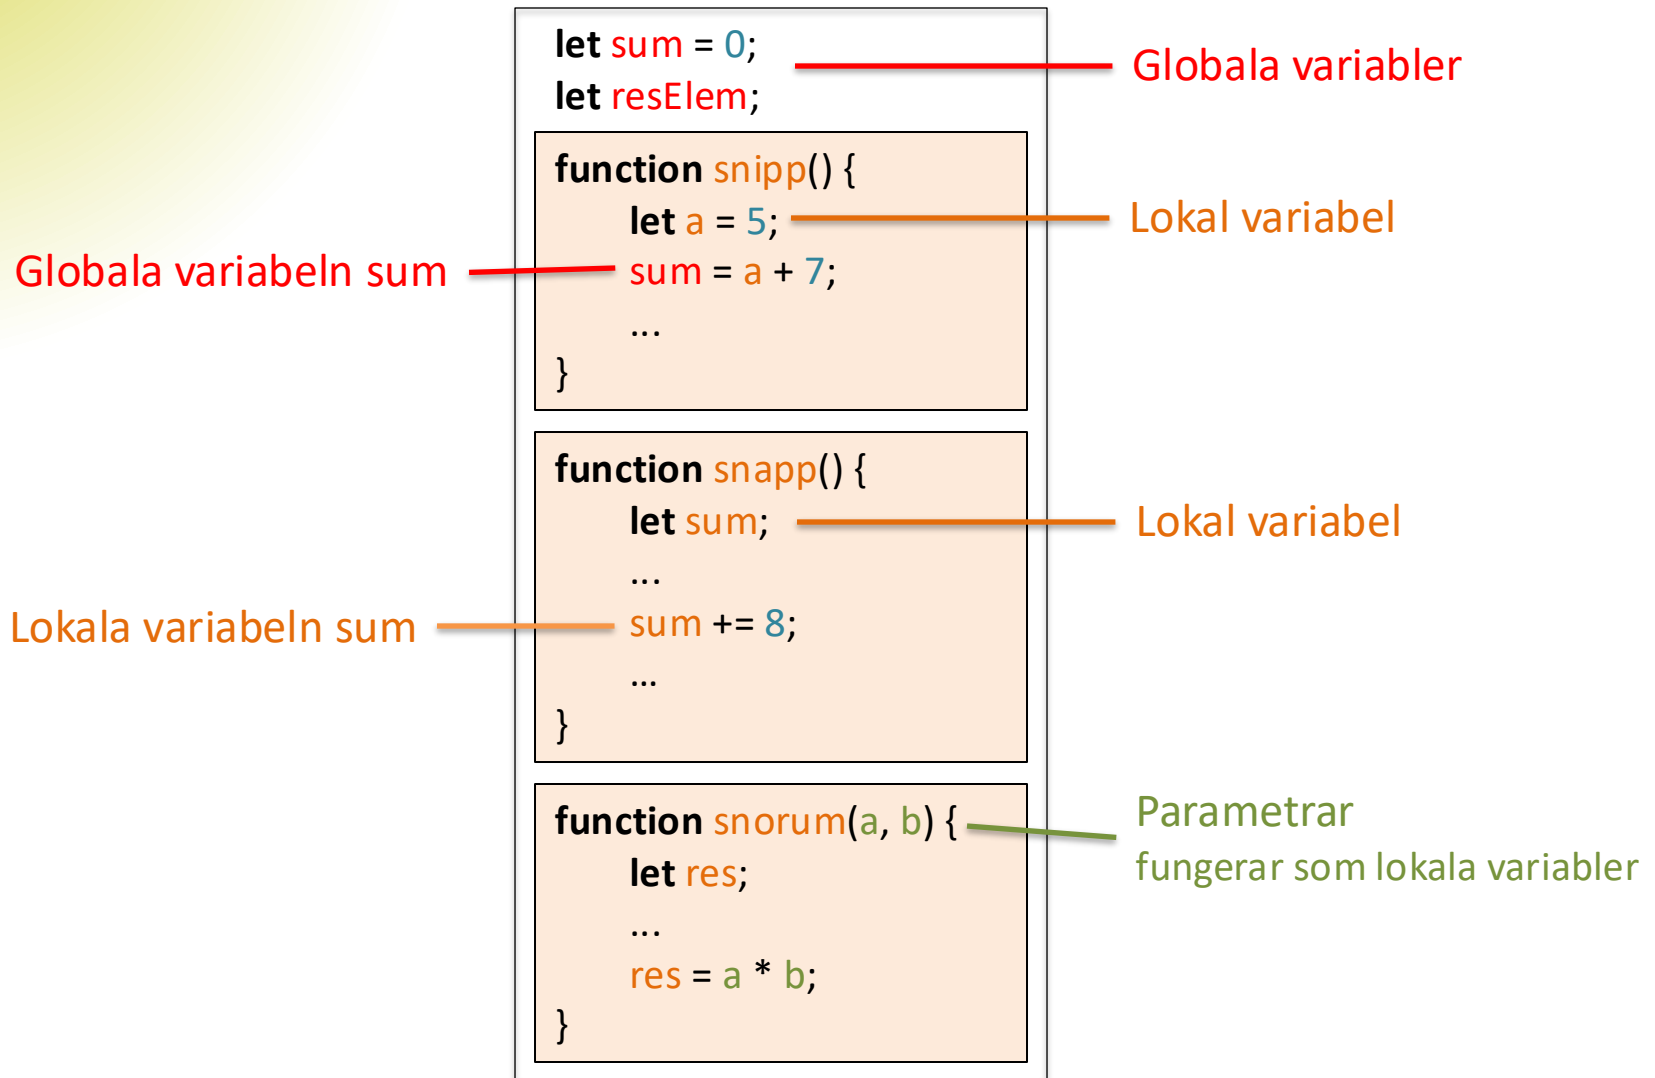 let sum = 0;
let resElem;
Globala variabler
function snipp() {
let a = 5;
Lokal variabel
Globala variabeln sum
sum = a + 7;
...
}
function snapp() {
let sum;
Lokal variabel
...
Lokala variabeln sum
sum += 8;
...
}
function snorum(a, b) {
Parametrar
fungerar som lokala variabler
let res;
...
res = a * b;
}